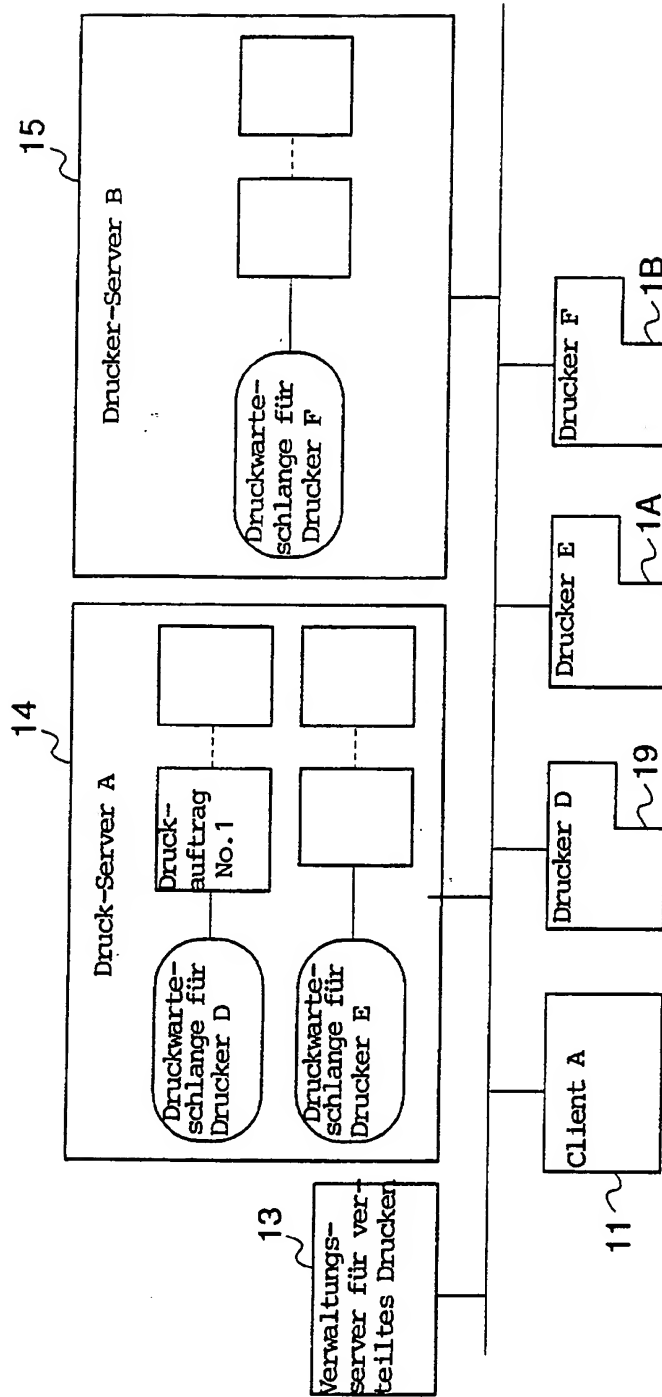 13
Verwaltungs-
server für ver-
teiltes Drucken
14
Druck-Server A
Druckwarte-
schlange für
Drucker D
Druck-
auftrag
No.1
Druckwarte-
schlange für
Drucker E
15
Drucker-Server B
Druckwarte-
schlange für
Drucker F
Client A
11
Drucker D
19
Drucker E
1A
Drucker F
1B